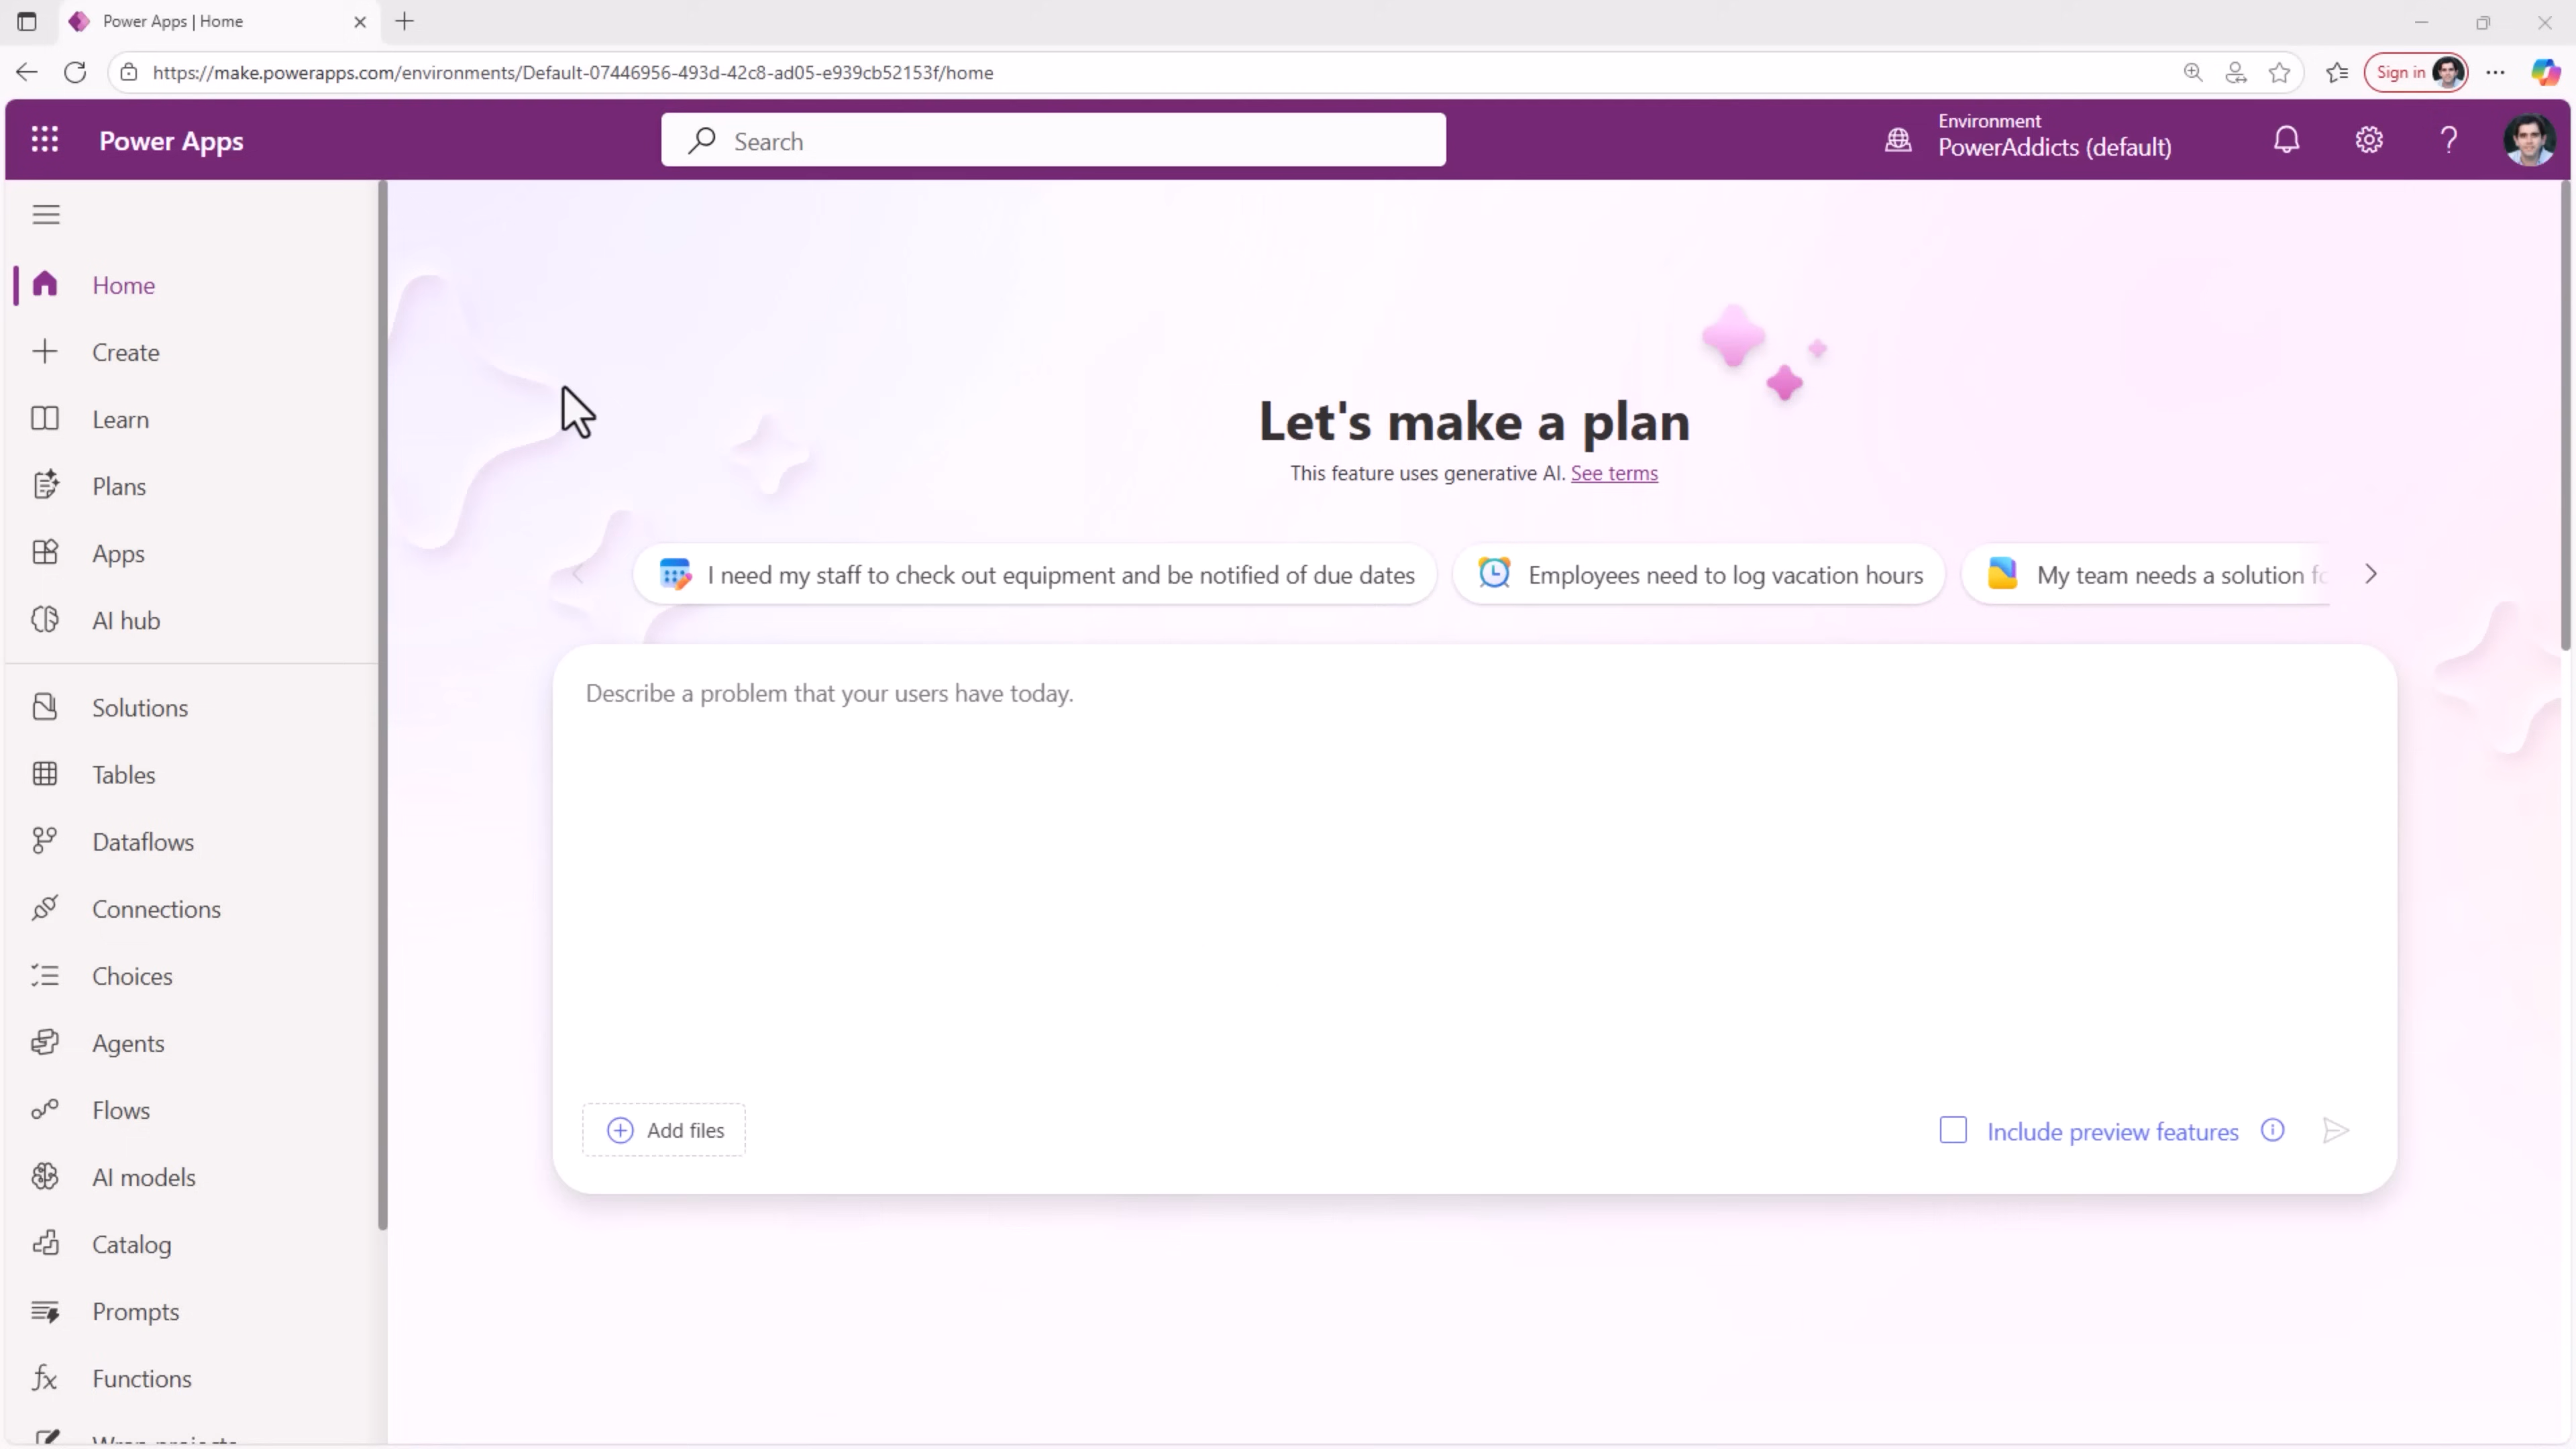 Power Apps | Home
https://make.powerapps.com/environments/Default-07446956-493d-42c8-ad05-e939cb52153f/home
Sign in
Power Apps
Search
Environment
PowerAddicts (default)
Home
Create
Learn
Plans
Apps
AI hub
Solutions
Tables
Dataflows
Connections
Choices
Agents
Flows
AI models
Catalog
Prompts
Functions
Let's make a plan
This feature uses generative AI. See terms
I need my staff to check out equipment and be notified of due dates
Employees need to log vacation hours
My team needs a solution
Describe a problem that your users have today.
Add files
Include preview features